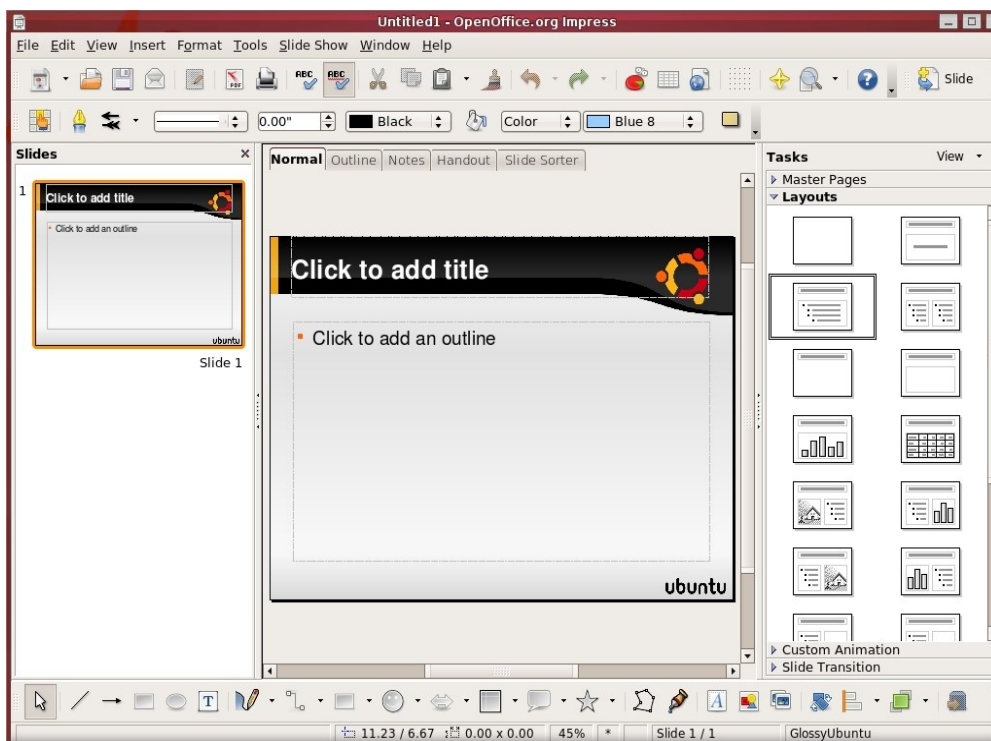 Untitled1 - OpenOffice.org Impress
File Edit View Insert Format Tools Slide Show Window Help
PDF ABC ABC Slide
0.00" Black Color Blue 8
Slides ×
Normal Outline Notes Handout Slide Sorter
Tasks View
1
Click to add title
Click to add an outline
ubuntu
Slide 1
Click to add title
Click to add an outline
ubuntu
Master Pages
Layouts
Custom Animation
Slide Transition
T A
11.23 / 6.67 0.00 x 0.00 45% * Slide 1 / 1 GlossyUbuntu